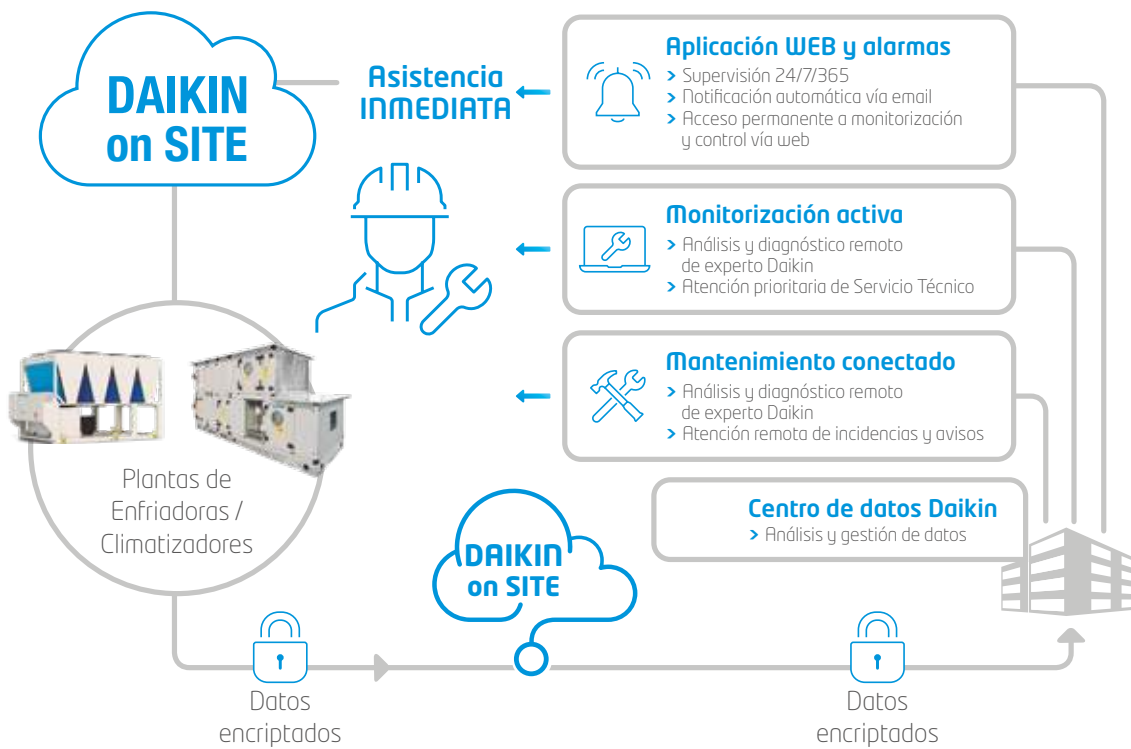 DAIKIN
on SITE
Asistencia
INMEDIATA
Aplicación WEB y alarmas
> Supervisión 24/7/365
> Notificación automática vía email
> Acceso permanente a monitorización
y control vía web
Monitorización activa
> Análisis y diagnóstico remoto
de experto Daikin
> Atención prioritaria de Servicio Técnico
Mantenimiento conectado
> Análisis y diagnóstico remoto
de experto Daikin
> Atención remota de incidencias y avisos
Plantas de
Enfriadoras /
Climatizadores
Centro de datos Daikin
> Análisis y gestión de datos
DAIKIN
on SITE
Datos
encriptados
Datos
encriptados